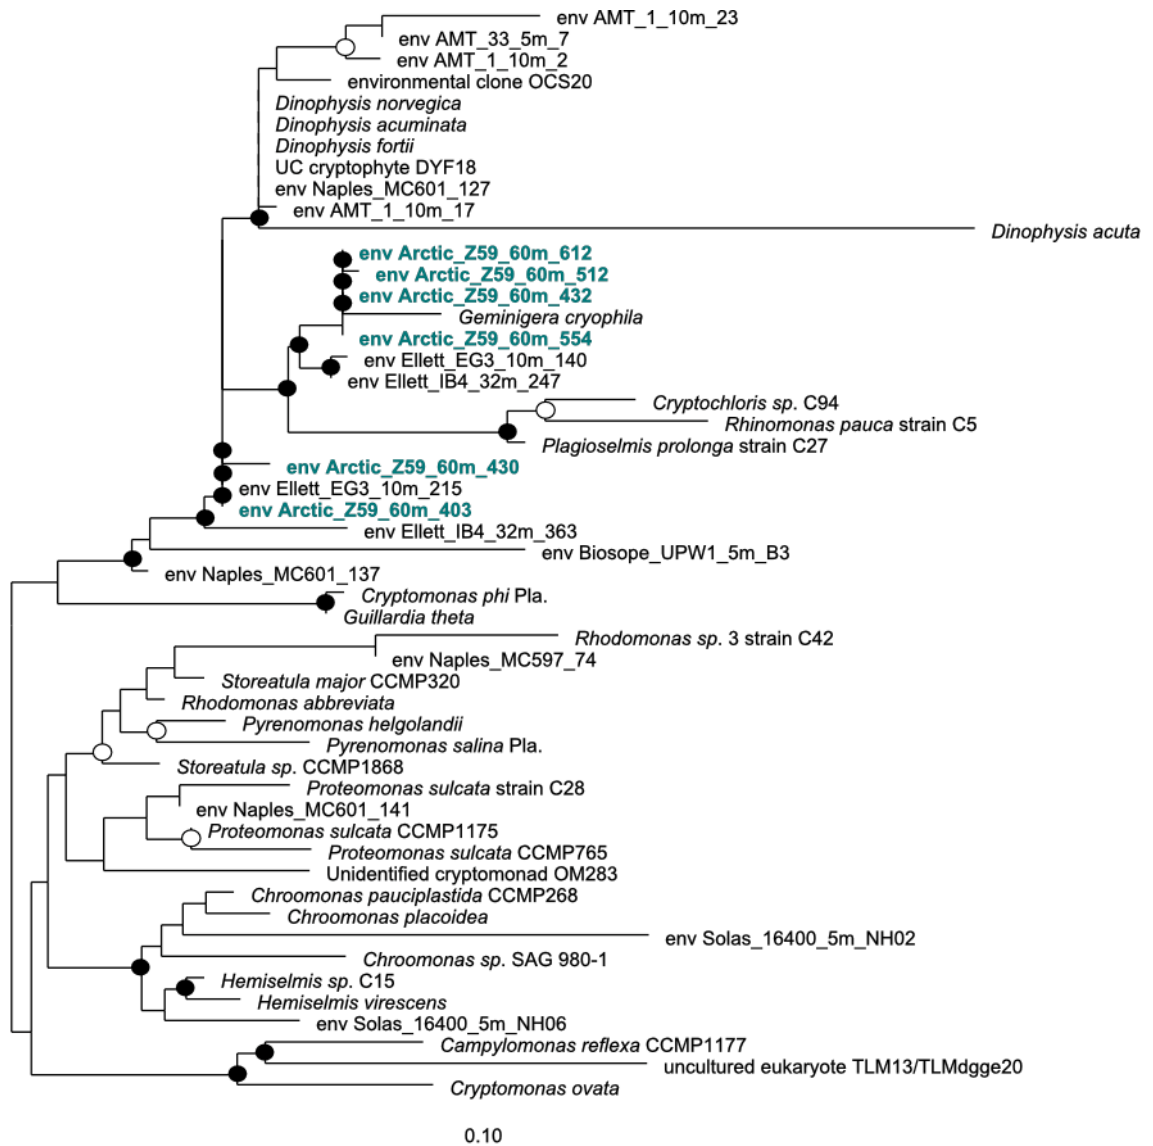 env AMT_1_10m_23
env AMT_33_5m_7
env AMT_1_10m_2
environmental clone OCS20
Dinophysis norvegica
Dinophysis acuminata
Dinophysis fortii
UC cryptophyte DYF18
env Naples_MC601_127
env AMT_1_10m_17
Dinophysis acuta
env Arctic_Z59_60m_612
env Arctic_Z59_60m_512
env Arctic_Z59_60m_432
Geminigera cryophila
env Arctic_Z59_60m_554
env Ellett_EG3_10m_140
env Ellett_IB4_32m_247
Cryptochloris sp. C94
Rhinomonas pauca strain C5
Plagioselmis prolonga strain C27
env Arctic_Z59_60m_430
env Ellett_EG3_10m_215
env Arctic_Z59_60m_403
env Ellett_IB4_32m_363
env Biosope_UPW1_5m_B3
env Naples_MC601_137
Cryptomonas phi Pla.
Guillardia theta
Rhodomonas sp. 3 strain C42
env Naples_MC597_74
Storeatula major CCMP320
Rhodomonas abbreviata
Pyrenomonas helgolandii
Pyrenomonas salina Pla.
Storeatula sp. CCMP1868
Proteomonas sulcata strain C28
env Naples_MC601_141
Proteomonas sulcata CCMP1175
Proteomonas sulcata CCMP765
Unidentified cryptomonad OM283
Chroomonas pauciplastida CCMP268
Chroomonas placoidea
env Solas_16400_5m_NH02
Chroomonas sp. SAG 980-1
Hemiselmis sp. C15
Hemiselmis virescens
env Solas_16400_5m_NH06
Campylomonas reflexa CCMP1177
uncultured eukaryote TLM13/TLMdgge20
Cryptomonas ovata
0.10